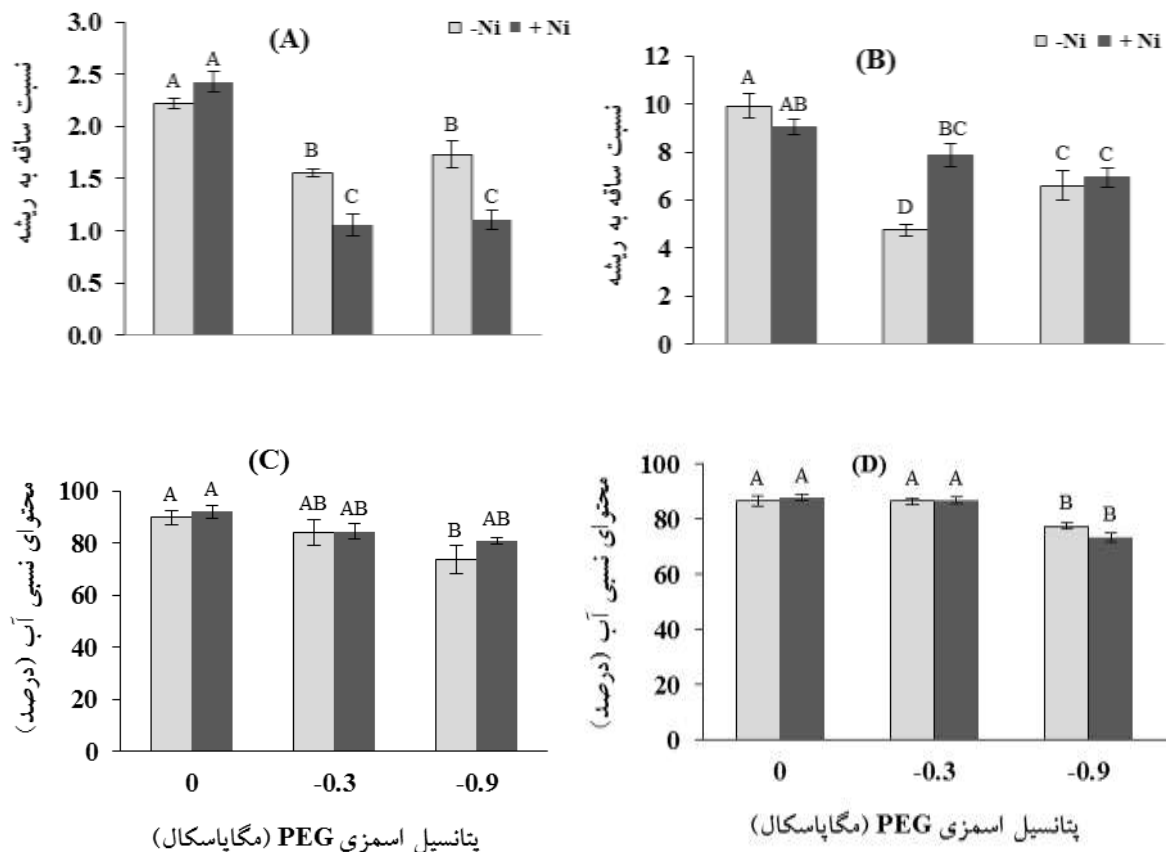 (A)
-Ni + Ni
نسبت ساقه به ریشه
3.0
2.5
2.0
1.5
1.0
0.5
0.0
A A
B C
B C
(B)
-Ni + Ni
نسبت ساقه به ریشه
12
10
8
6
4
2
0
A AB
D BC
C C
(C)
محتوای نسبی آب (درصد)
100
80
60
40
20
0
A A
AB AB
B AB
0 -0.3 -0.9
پتانسیل اسمزی PEG (مگاپاسکال)
(D)
محتوای نسبی آب (درصد)
100
80
60
40
20
0
A A
A A
B B
0 -0.3 -0.9
پتانسیل اسمزی PEG (مگاپاسکال)